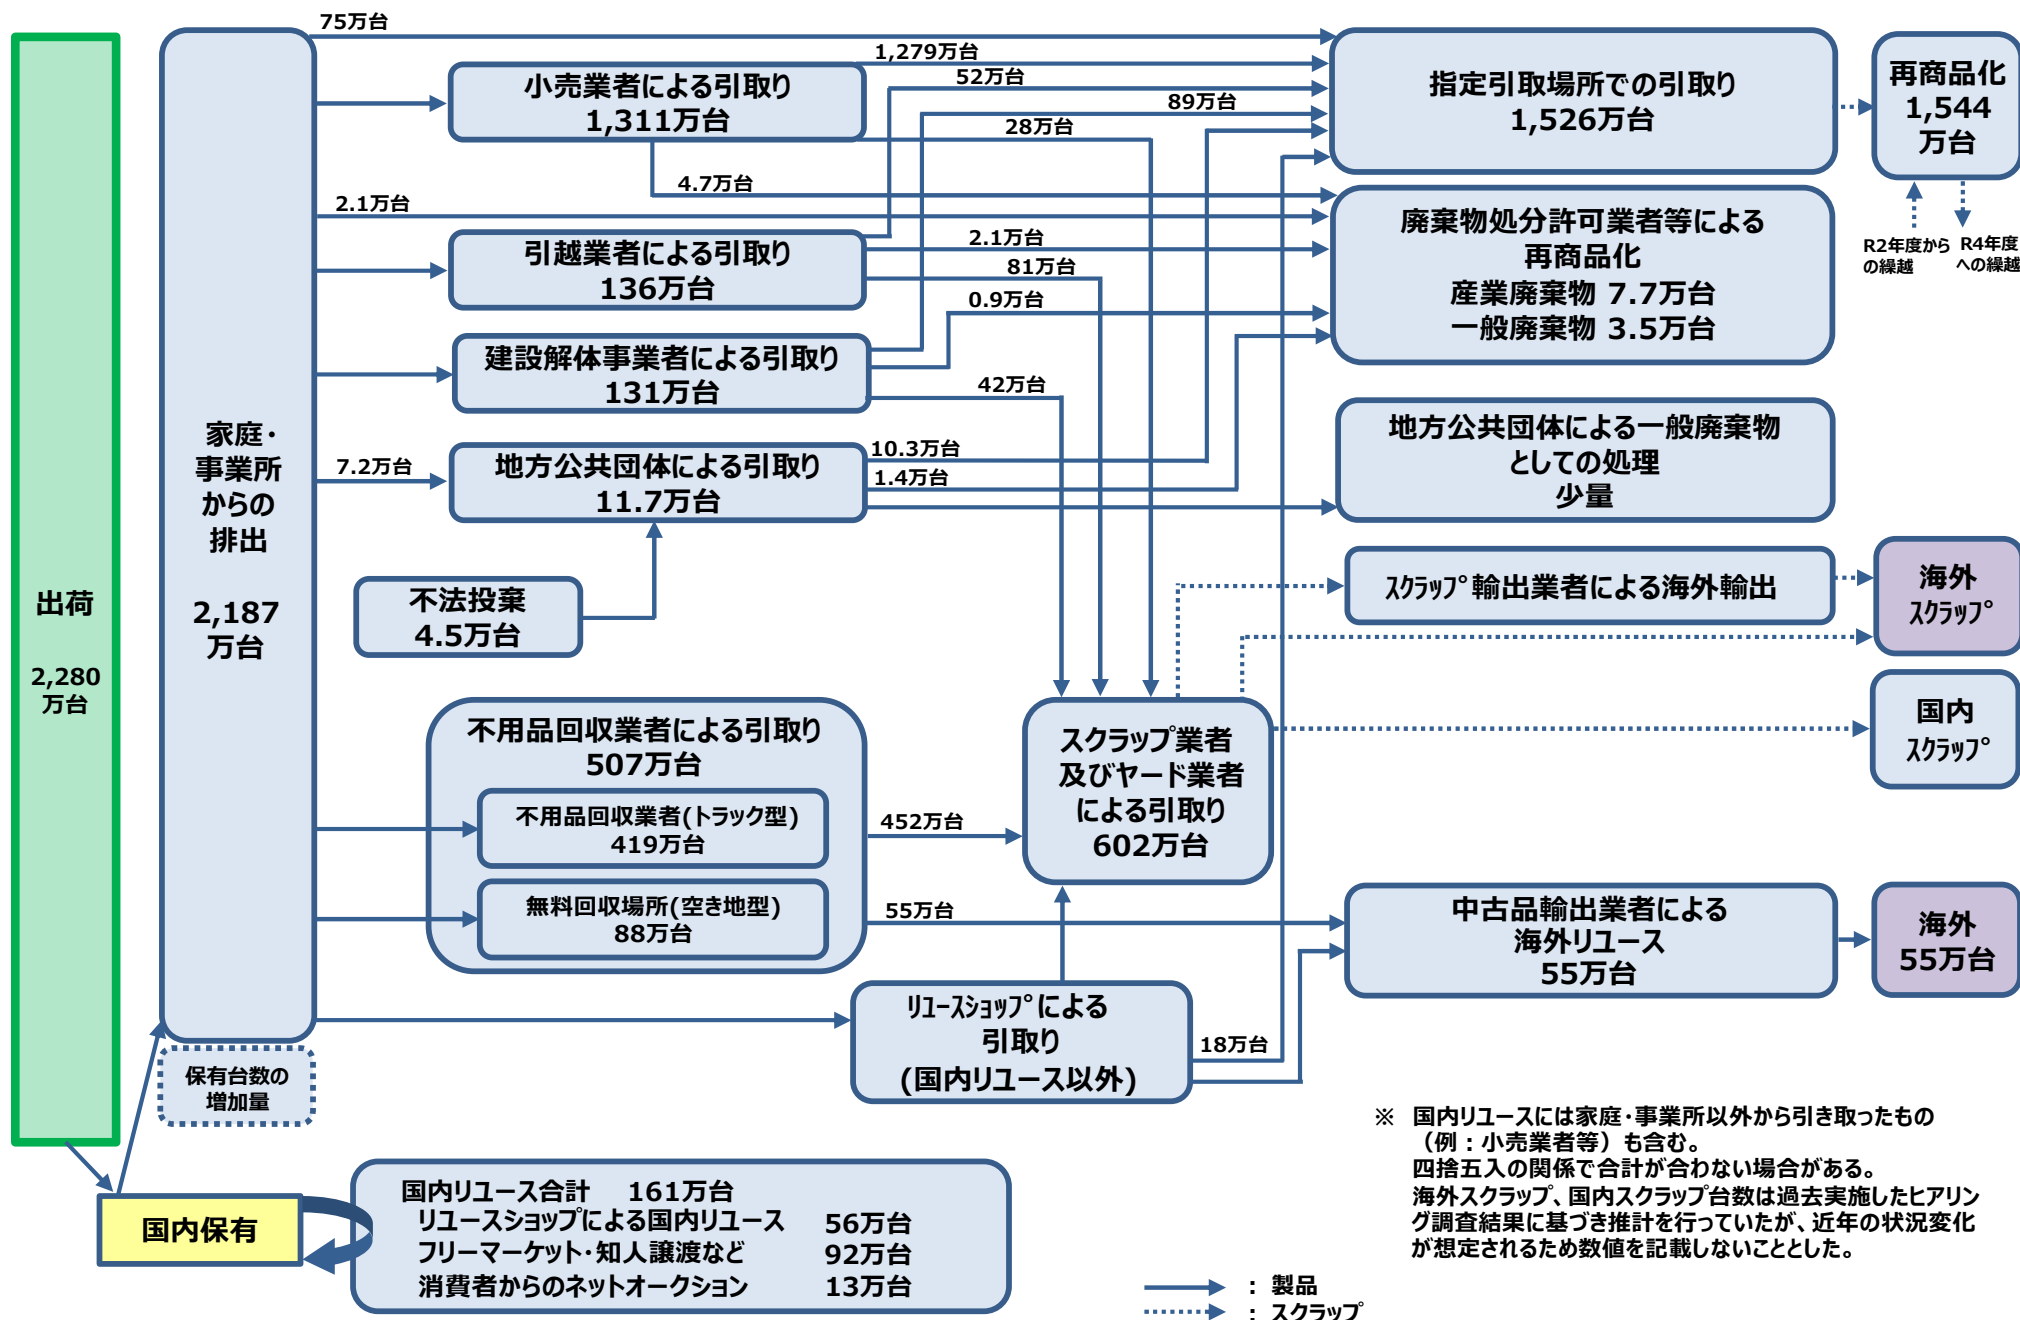 出荷
2,280
万台
家庭・
事業所
からの
排出
2,187
万台
保有台数の
増加量
国内保有
75万台
1,279万台
52万台
89万台
28万台
4.7万台
2.1万台
2.1万台
81万台
0.9万台
42万台
7.2万台
10.3万台
1.4万台
452万台
55万台
18万台
小売業者による引取り
1,311万台
引越業者による引取り
136万台
建設解体事業者による引取り
131万台
地方公共団体による引取り
11.7万台
不法投棄
4.5万台
不用品回収業者による引取り
507万台
不用品回収業者(トラック型)
419万台
無料回収場所(空き地型)
88万台
リユースショップによる
引取り
(国内リユース以外)
スクラップ業者
及びヤード業者
による引取り
602万台
指定引取場所での引取り
1,526万台
廃棄物処分許可業者等による
再商品化
産業廃棄物 7.7万台
一般廃棄物 3.5万台
地方公共団体による一般廃棄物
としての処理
少量
スクラップ輸出業者による海外輸出
中古品輸出業者による
海外リユース
55万台
再商品化
1,544
万台
R2年度から
の繰越
R4年度
への繰越
海外
スクラップ
国内
スクラップ
海外
55万台
国内リユース合計 161万台
リユースショップによる国内リユース 56万台
フリーマーケット・知人譲渡など 92万台
消費者からのネットオークション 13万台
※ 国内リユースには家庭・事業所以外から引き取ったもの
（例：小売業者等）も含む。
四捨五入の関係で合計が合わない場合がある。
海外スクラップ、国内スクラップ台数は過去実施したヒアリン
グ調査結果に基づき推計を行っていたが、近年の状況変化
が想定されるため数値を記載しないこととした。
： 製品
： スクラップ